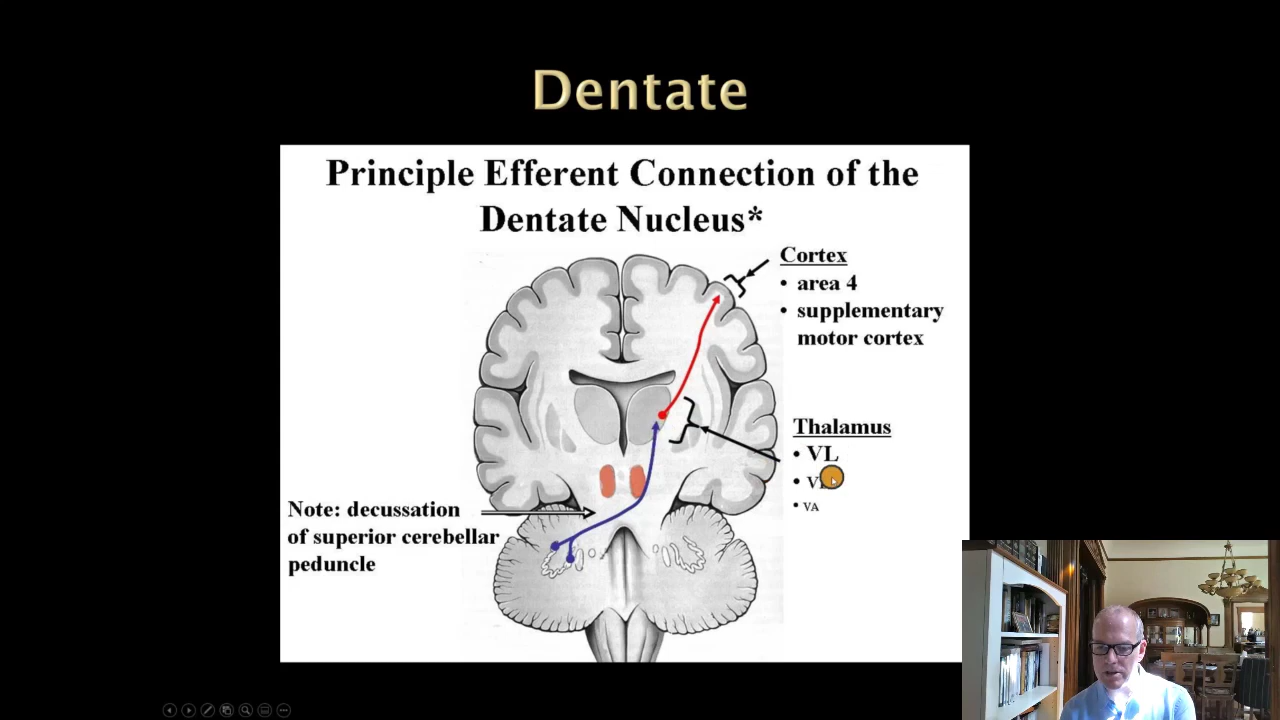 Dentate
Principle Efferent Connection of the
Dentate Nucleus*
Cortex
• area 4
• supplementary
motor cortex
Thalamus
• VL
• VA
Note: decussation
of superior cerebellar
peduncle